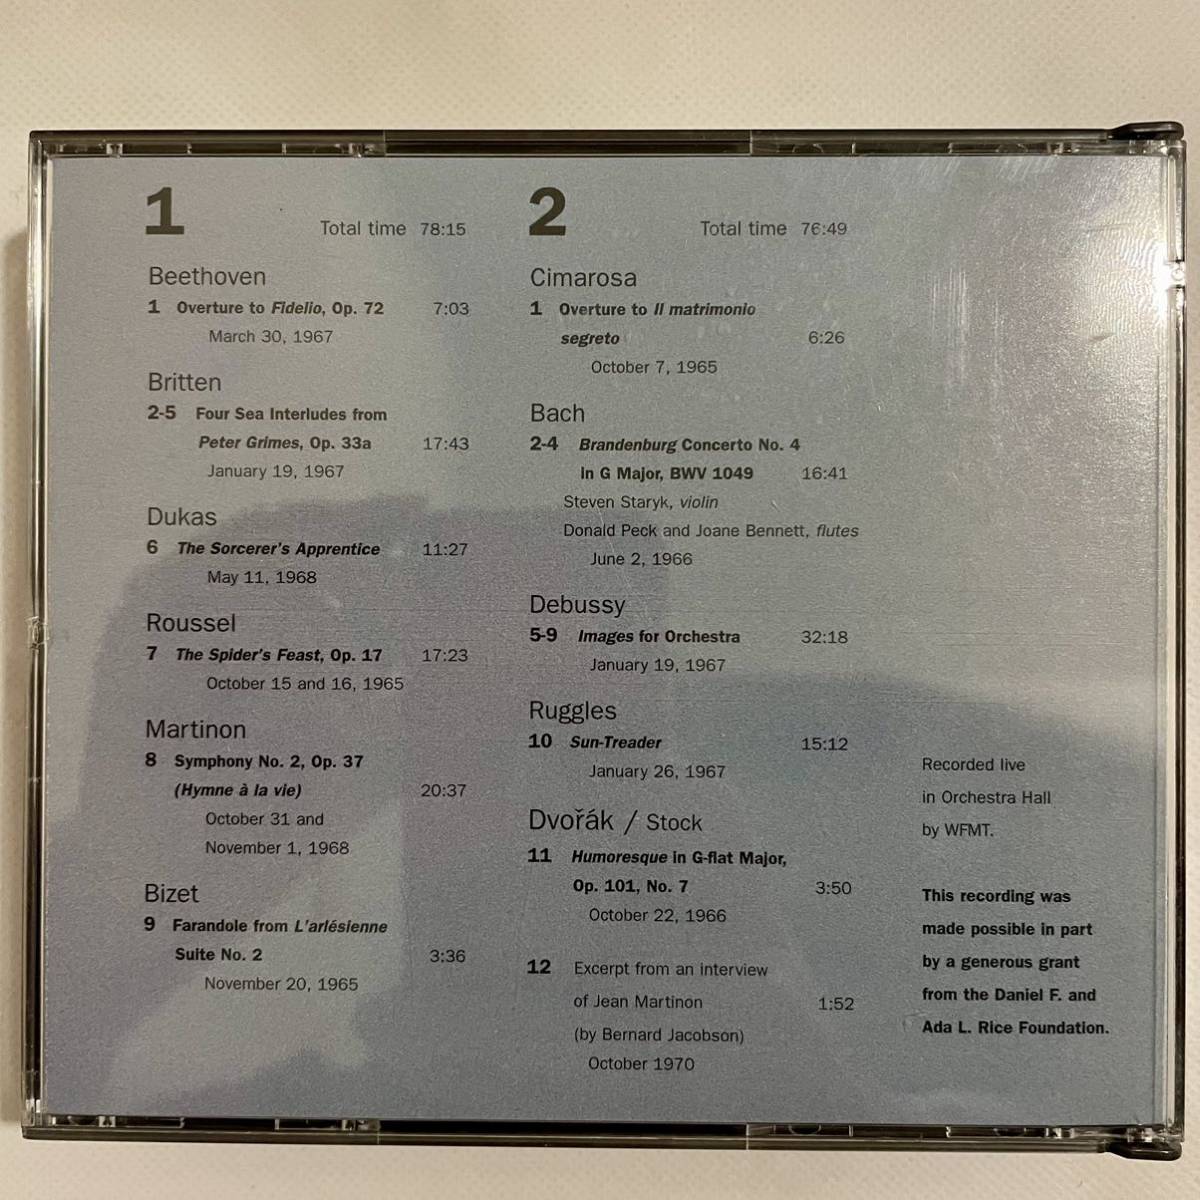 1
Total time 78:15
Beethoven
1 Overture to Fidelio, Op. 72 7:03
March 30, 1967
Britten
2-5 Four Sea Interludes from
Peter Grimes, Op. 33a 17:43
January 19, 1967
Dukas
6 The Sorcerer's Apprentice 11:27
May 11, 1968
Roussel
7 The Spider's Feast, Op. 17 17:23
October 15 and 16, 1965
Martinon
8 Symphony No. 2, Op. 37
(Hymne à la vie) 20:37
October 31 and
November 1, 1968
Bizet
9 Farandole from L'arlésienne
Suite No. 2 3:36
November 20, 1965
2
Total time 76:49
Cimarosa
1 Overture to Il matrimonio
segreto 6:26
October 7, 1965
Bach
2-4 Brandenburg Concerto No. 4
in G Major, BWV 1049 16:41
Steven Staryk, violin
Donald Peck and Joane Bennett, flutes
June 2, 1966
Debussy
5-9 Images for Orchestra 32:18
January 19, 1967
Ruggles
10 Sun-Treader 15:12
January 26, 1967
Dvořák / Stock
11 Humoresque in G-flat Major,
Op. 101, No. 7 3:50
October 22, 1966
12 Excerpt from an interview
of Jean Martinon 1:52
(by Bernard Jacobson)
October 1970
Recorded live
in Orchestra Hall
by WFMT.
This recording was
made possible in part
by a generous grant
from the Daniel F. and
Ada L. Rice Foundation.